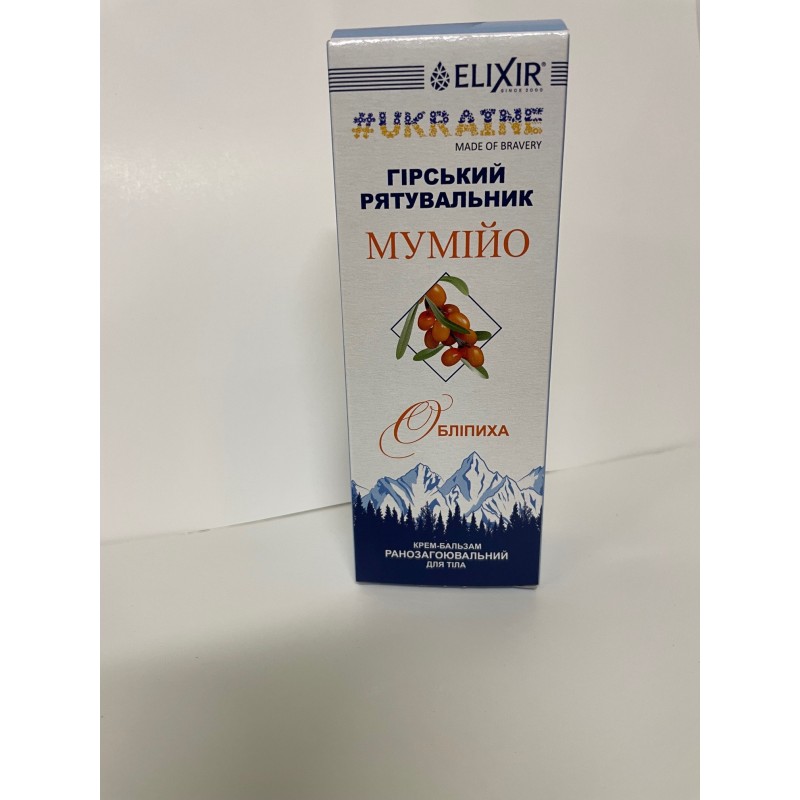 ELIXIR®
SINCE 2000
#UKRAINE
MADE OF BRAVERY
ГІРСЬКИЙ
РЯТУВАЛЬНИК
МУМІЙО
ОБЛІПИХА
КРЕМ-БАЛЬЗАМ
РАНОЗАГОЮВАЛЬНИЙ
ДЛЯ ТІЛА